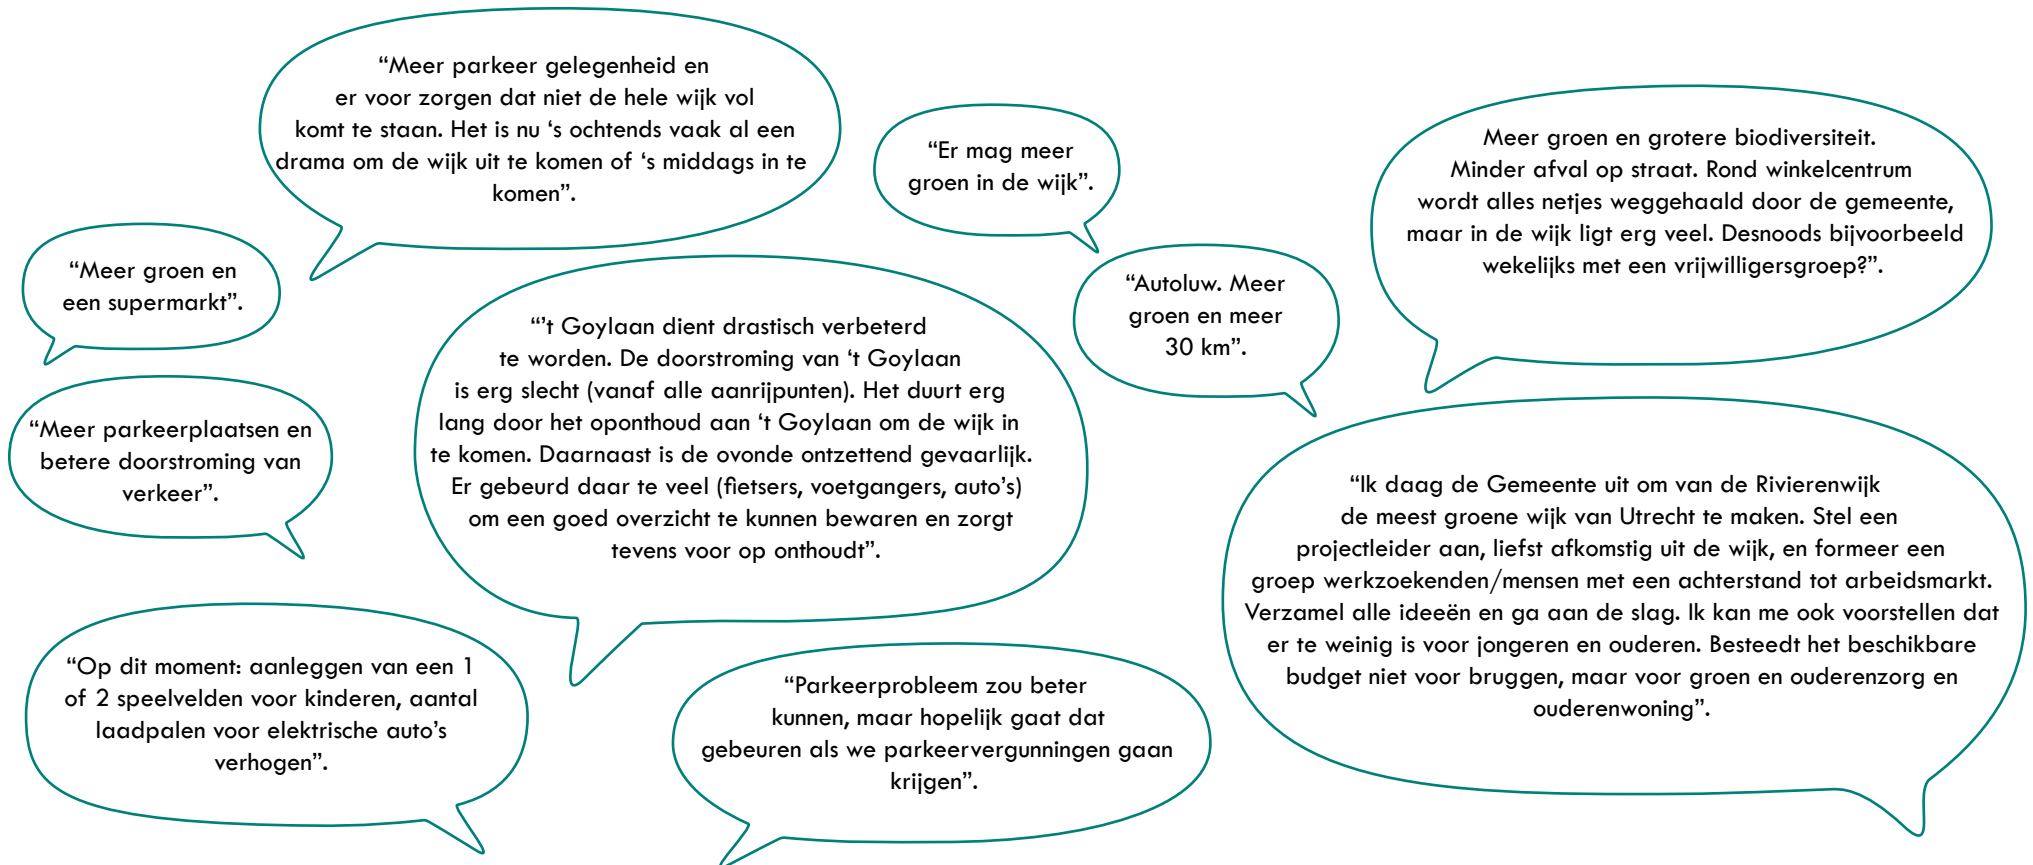 “Meer parkeer gelegenheid en
er voor zorgen dat niet de hele wijk vol
komt te staan. Het is nu ‘s ochtends vaak al een
drama om de wijk uit te komen of ‘s middags in te
komen”.
“Er mag meer
groen in de wijk”.
Meer groen en grotere biodiversiteit.
Minder afval op straat. Rond winkelcentrum
wordt alles netjes weggehaald door de gemeente,
maar in de wijk ligt erg veel. Desnoods bijvoorbeeld
wekelijks met een vrijwilligersgroep?”.
“Meer groen en
een supermarkt”.
“’t Goylaan dient drastisch verbeterd
te worden. De doorstroming van ‘t Goylaan
is erg slecht (vanaf alle aanrijpunten). Het duurt erg
lang door het oponthoud aan ‘t Goylaan om de wijk in
te komen. Daarnaast is de ovonde ontzettend gevaarlijk.
Er gebeurd daar te veel (fietsers, voetgangers, auto’s)
om een goed overzicht te kunnen bewaren en zorgt
tevens voor op onthoudt”.
“Autoluw. Meer
groen en meer
30 km”.
“Meer parkeerplaatsen en
betere doorstroming van
verkeer”.
“Ik daag de Gemeente uit om van de Rivierenwijk
de meest groene wijk van Utrecht te maken. Stel een
projectleider aan, liefst afkomstig uit de wijk, en formeer een
groep werkzoekenden/mensen met een achterstand tot arbeidsmarkt.
Verzamel alle ideeën en ga aan de slag. Ik kan me ook voorstellen dat
er te weinig is voor jongeren en ouderen. Besteedt het beschikbare
budget niet voor bruggen, maar voor groen en ouderenzorg en
ouderenwoning”.
“Op dit moment: aanleggen van een 1
of 2 speelvelden voor kinderen, aantal
laadpalen voor elektrische auto’s
verhogen”.
“Parkeerprobleem zou beter
kunnen, maar hopelijk gaat dat
gebeuren als we parkeervergunningen gaan
krijgen”.